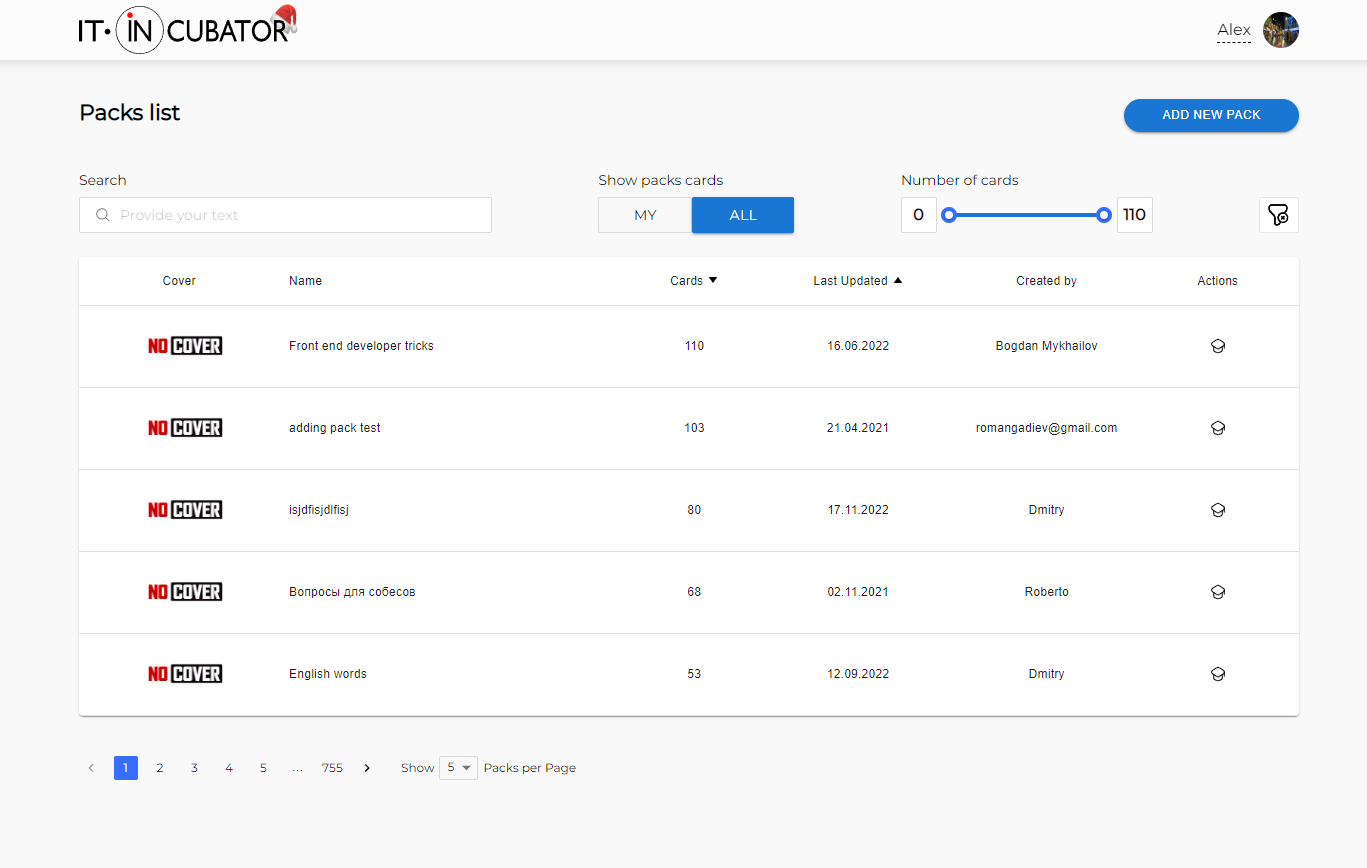 IT·INCUBATOR
Alex
Packs list
ADD NEW PACK
Search
Show packs cards
Number of cards
Provide your text
MY
ALL
0
110
Cover Name Cards ▼ Last Updated ▲ Created by Actions
NO COVER Front end developer tricks 110 16.06.2022 Bogdan Mykhailov
NO COVER adding pack test 103 21.04.2021 romangadiev@gmail.com
NO COVER isjdfisjdlfisj 80 17.11.2022 Dmitry
NO COVER Вопросы для собесов 68 02.11.2021 Roberto
NO COVER English words 53 12.09.2022 Dmitry
1 2 3 4 5 ... 755 Show 5 Packs per Page